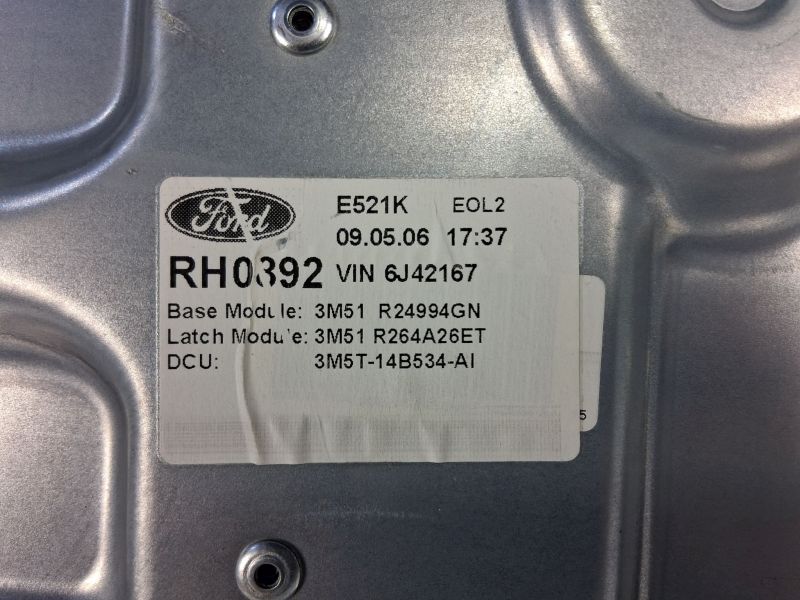 Ford E521K EOL2
09.05.06 17:37
RH0392 VIN 6J42167
Base Module: 3M51 R24994GN
Latch Module: 3M51 R264A26ET
DCU: 3M5T-14B534-AI
5